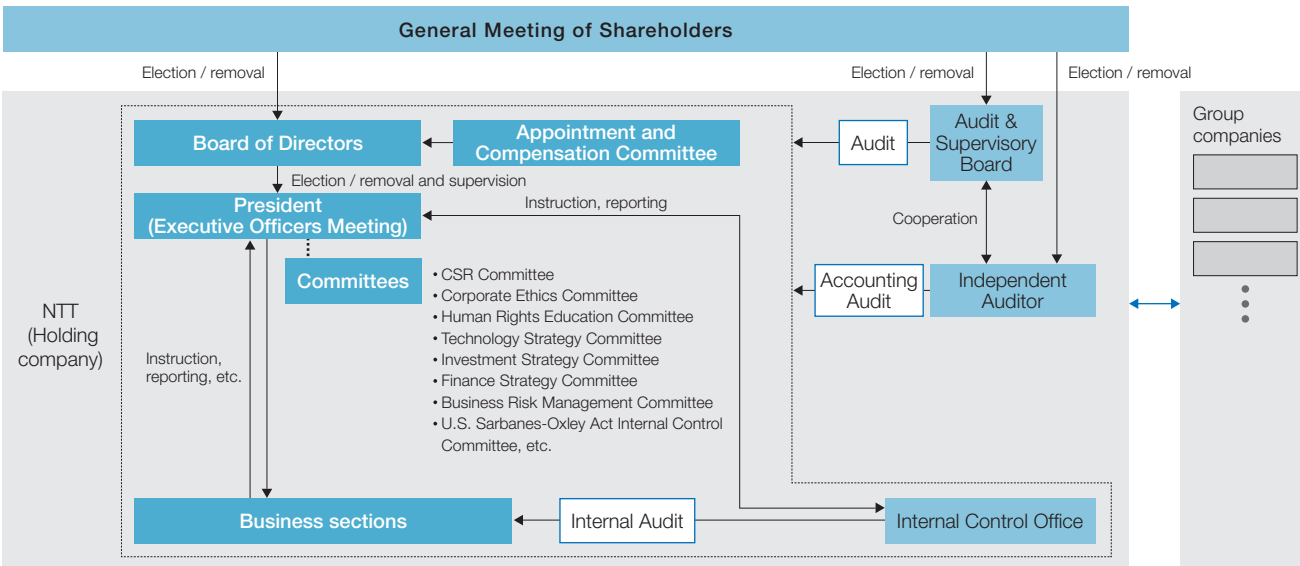 General Meeting of Shareholders
Election / removal
Election / removal
Election / removal
Board of Directors
Appointment and
Compensation Committee
Audit
Audit &
Supervisory
Board
Group
companies
Election / removal and supervision
President
(Executive Officers Meeting)
Instruction, reporting
Cooperation
Committees
• CSR Committee
• Corporate Ethics Committee
• Human Rights Education Committee
• Technology Strategy Committee
• Investment Strategy Committee
• Finance Strategy Committee
• Business Risk Management Committee
• U.S. Sarbanes-Oxley Act Internal Control
Committee, etc.
Accounting
Audit
Independent
Auditor
NTT
(Holding
company)
Instruction,
reporting, etc.
Business sections
Internal Audit
Internal Control Office